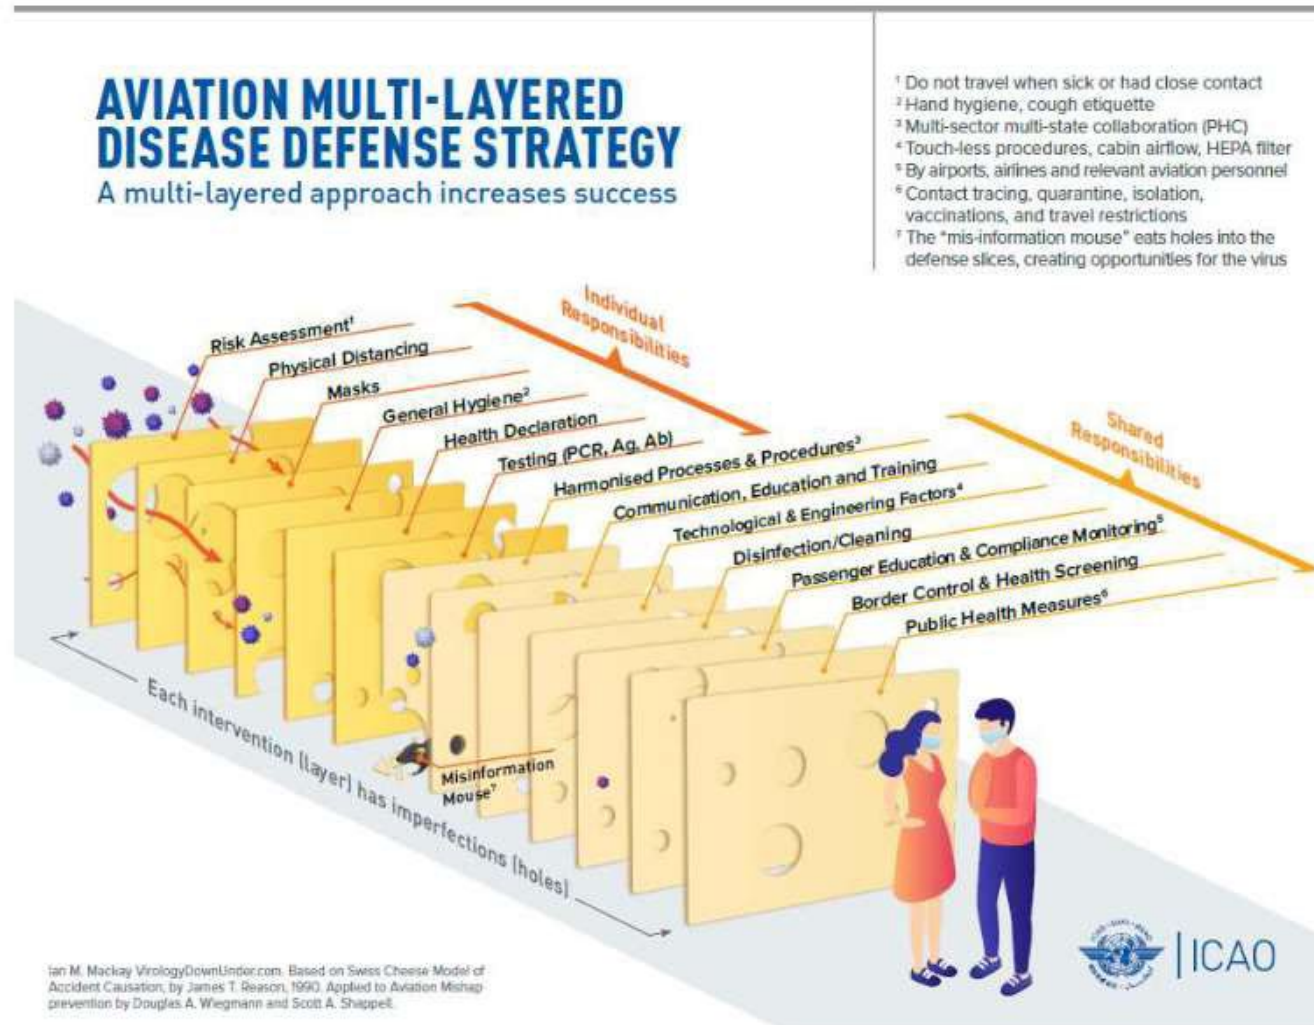 AVIATION MULTI-LAYERED
DISEASE DEFENSE STRATEGY
A multi-layered approach increases success
¹ Do not travel when sick or had close contact
² Hand hygiene, cough etiquette
³ Multi-sector multi-state collaboration (PHC)
⁴ Touch-less procedures, cabin airflow, HEPA filter
⁵ By airports, airlines and relevant aviation personnel
⁶ Contact tracing, quarantine, isolation,
vaccinations, and travel restrictions
⁷ The "mis-information mouse" eats holes into the
defense slices, creating opportunities for the virus
Individual
Responsibilities
Risk Assessment¹
Physical Distancing
Masks
General Hygiene²
Health Declaration
Testing (PCR, Ag, Ab)
Shared
Responsibilities
Harmonised Processes & Procedures³
Communication, Education and Training
Technological & Engineering Factors⁴
Disinfection/Cleaning
Passenger Education & Compliance Monitoring⁵
Border Control & Health Screening
Public Health Measures⁶
Misinformation
Mouse⁷
Each intervention (layer) has imperfections (holes)
Ian M. Mackay VirologyDownUnder.com. Based on Swiss Cheese Model of
Accident Causation, by James T. Reason, 1990. Applied to Aviation Mishap
prevention by Douglas A. Wiegmann and Scott A. Shappell.
ICAO